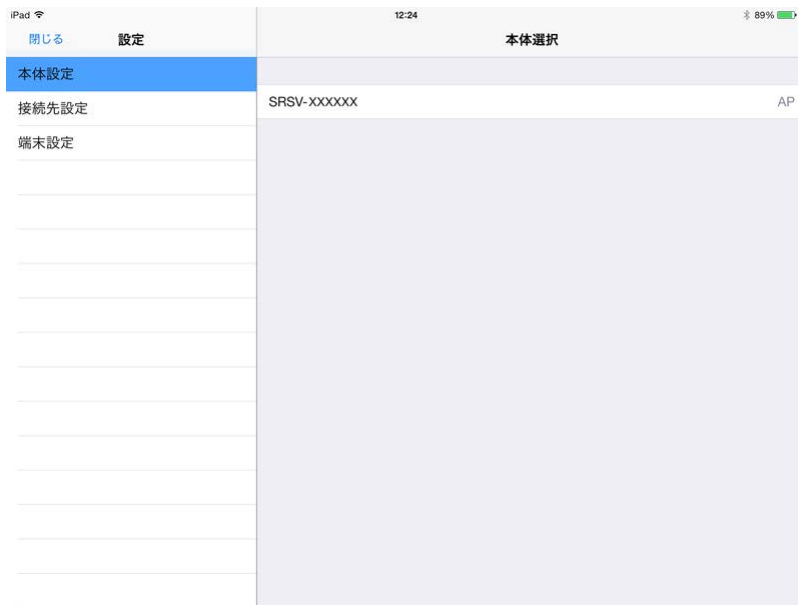 iPad 12:24 89%
閉じる 設定 本体選択
本体設定
接続先設定
端末設定
SRSV-XXXXXX AP